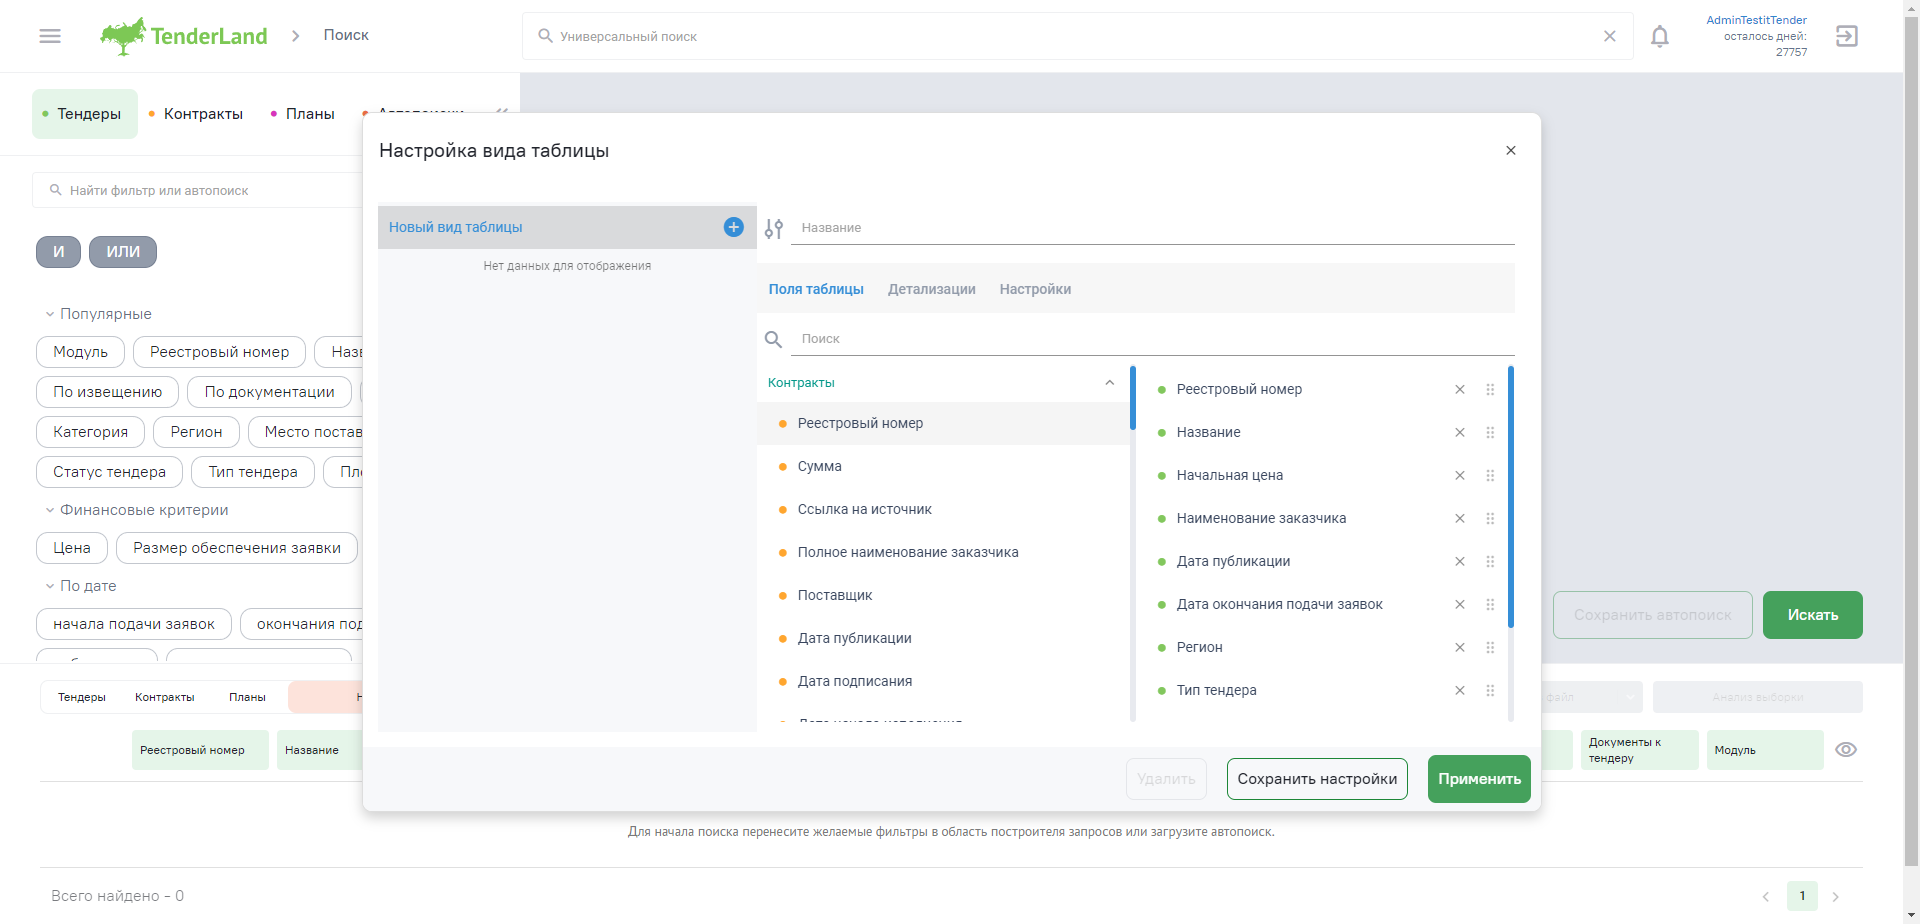 TenderLand
Поиск
Универсальный поиск
AdminTestitTender
осталось дней:
27757
Тендеры
Контракты
Планы
Найти фильтр или автопоиск
И
ИЛИ
Популярные
Модуль
Реестровый номер
По извещению
По документации
Категория
Регион
Место
Статус тендера
Тип тендера
Финансовые критерии
Цена
Размер обеспечения заявки
По дате
начала подачи заявок
окончания
Настройка вида таблицы
Новый вид таблицы
Нет данных для отображения
Название
Поля таблицы
Детализации
Настройки
Поиск
Контракты
Реестровый номер
Сумма
Ссылка на источник
Полное наименование заказчика
Поставщик
Дата публикации
Дата подписания
Реестровый номер
Название
Начальная цена
Наименование заказчика
Дата публикации
Дата окончания подачи заявок
Регион
Тип тендера
Удалить
Сохранить настройки
Применить
Сохранить автопоиск
Искать
Тендеры
Контракты
Планы
файл
Анализ выборки
Реестровый номер
Название
Документы к
тендеру
Модуль
Для начала поиска перенесите желаемые фильтры в область построителя запросов или загрузите автопоиск.
Всего найдено - 0
1